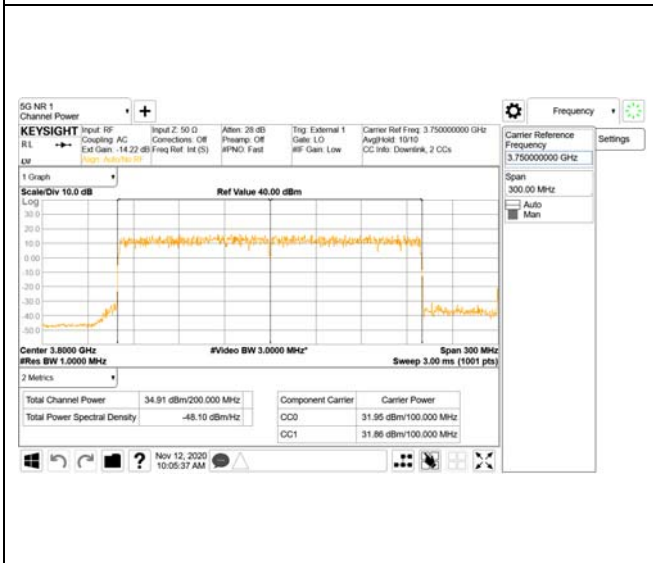 5G NR 1
Channel Power
+
Frequency
KEYSIGHT
RL
Input: RF
Coupling: AC
Ext Gain: -14.22 dB
Align: Auto/No RF
Input Z: 50 Ω
Corrections: Off
Freq Ref: Int (S)
Atten: 28 dB
Preamp: Off
#PNO: Fast
Trig: External 1
Gate: LO
#IF Gain: Low
Carrier Ref Freq: 3.750000000 GHz
Avg|Hold: 10/10
CC Info: Downlink, 2 CCs
Carrier Reference
Frequency
3.750000000 GHz
Settings
Span
300.00 MHz
Auto
Man
1 Graph
Scale/Div 10.0 dB
Ref Value 40.00 dBm
Log
30.0
20.0
10.0
0.00
-10.0
-20.0
-30.0
-40.0
-50.0
Center 3.8000 GHz
#Video BW 3.0000 MHz*
Span 300 MHz
#Res BW 1.0000 MHz
Sweep 3.00 ms (1001 pts)
2 Metrics
Total Channel Power 34.91 dBm/200.000 MHz
Total Power Spectral Density -48.10 dBm/Hz
Component Carrier Carrier Power
CC0 31.95 dBm/100.000 MHz
CC1 31.86 dBm/100.000 MHz
?
Nov 12, 2020
10:05:37 AM